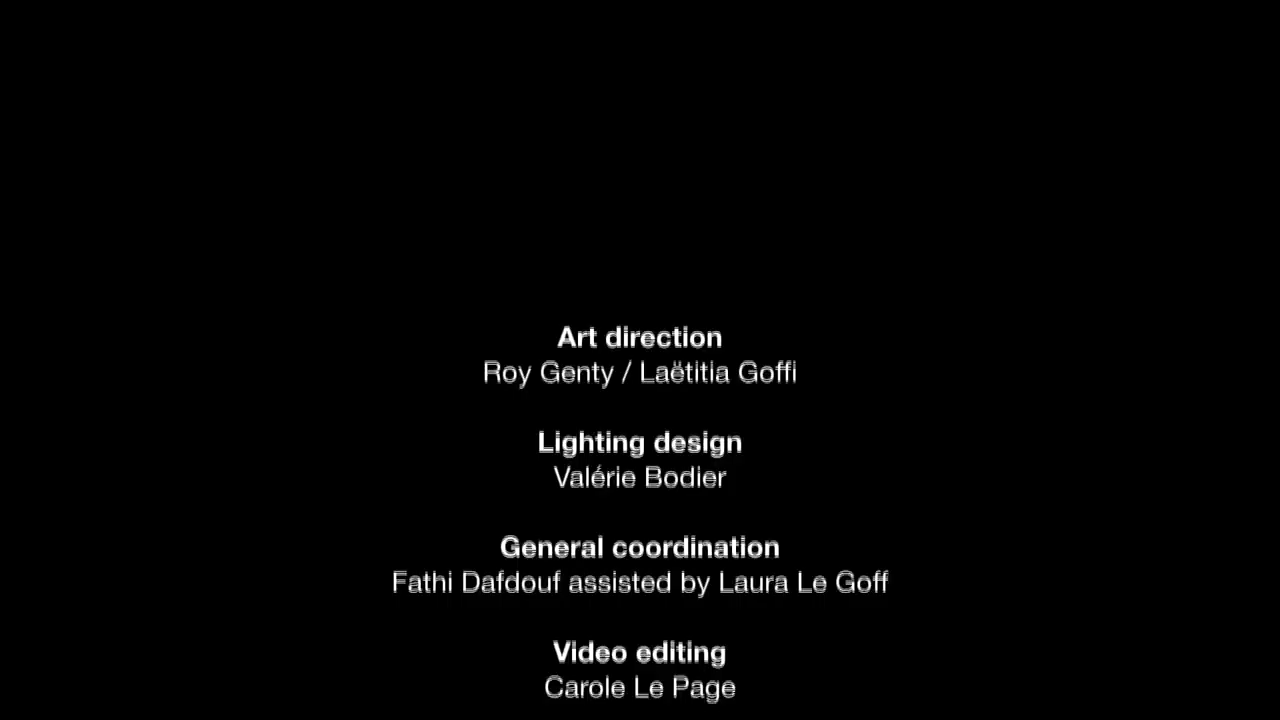 Art direction
Roy Genty / Laëtitia Goffi
Lighting design
Valérie Bodier
General coordination
Fathi Dafdouf assisted by Laura Le Goff
Video editing
Carole Le Page